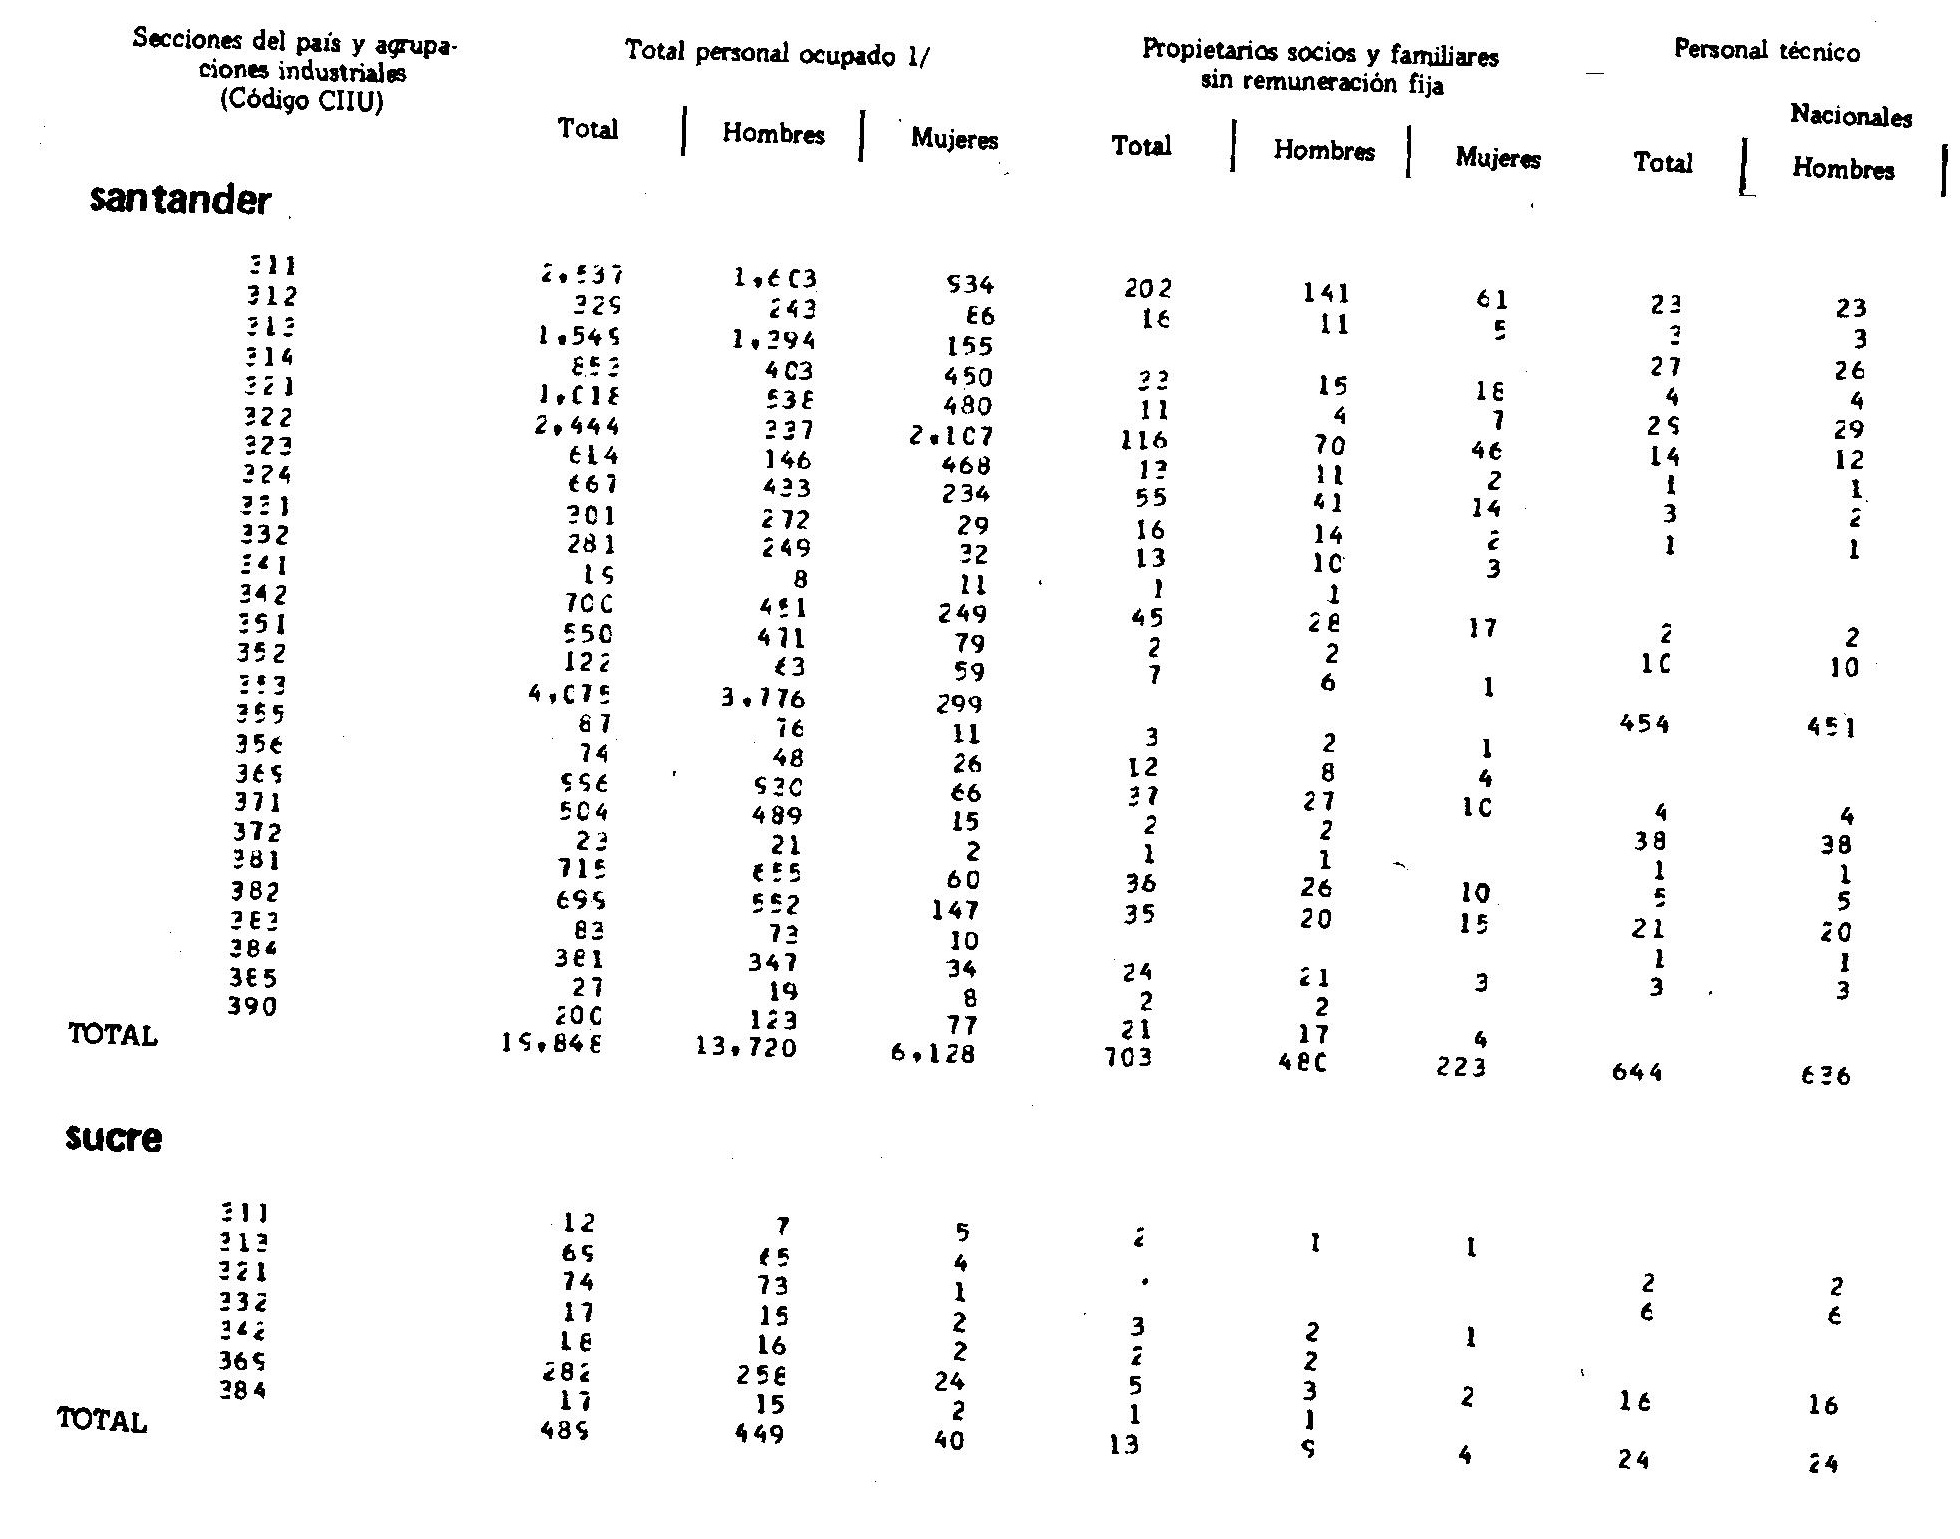 Secciones del país y agrupa- Total personal ocupado 1/ Propietarios socios y familiares Personal técnico
ciones industriales sin remuneración fija
(Código CIIU) Nacionales
Total Hombres Mujeres Total Hombres Mujeres Total Hombres
santander
311 2,537 1,603 934 202 141 61 23 23
312 329 243 86 16 11 5 3 3
313 1,549 1,394 155 27 26
314 853 403 450 33 15 18 4 4
321 1,018 538 480 11 4 7 29 29
322 2,444 337 2,107 116 70 46 14 12
323 614 146 468 13 11 2 1 1
324 667 433 234 55 41 14 3 2
331 301 272 29 16 14 2 1 1
332 281 249 32 13 10 3
341 19 8 11 1 1
342 700 451 249 45 28 17 2 2
351 550 471 79 2 2 10 10
352 122 63 59 7 6 1
353 4,075 3,776 299 454 451
355 87 76 11 3 2 1
356 74 48 26 12 8 4
369 996 930 66 37 27 10 4 4
371 504 489 15 2 2 38 38
372 23 21 2 1 1 1 1
381 715 655 60 36 26 10 5 5
382 699 552 147 35 20 15 21 20
383 83 73 10 1 1
384 381 347 34 24 21 3 3 3
385 27 19 8 2 2
390 200 123 77 21 17 4
TOTAL 19,848 13,720 6,128 703 480 223 644 636
sucre
311 12 7 5 2 1 1
313 69 65 4 2 2
321 74 73 1 6 6
332 17 15 2 3 2 1
342 18 16 2 2 2
369 282 258 24 5 3 2 16 16
384 17 15 2 1 1
TOTAL 489 449 40 13 9 4 24 24